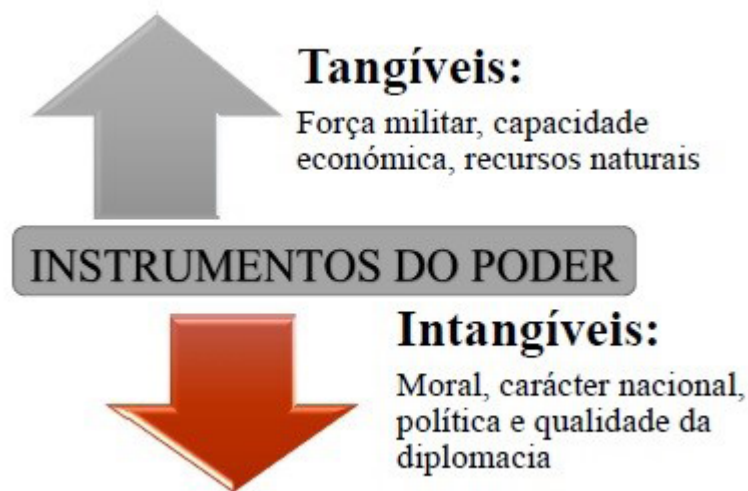 Tangíveis:
Força militar, capacidade
económica, recursos naturais
INSTRUMENTOS DO PODER
Intangíveis:
Moral, carácter nacional,
política e qualidade da
diplomacia